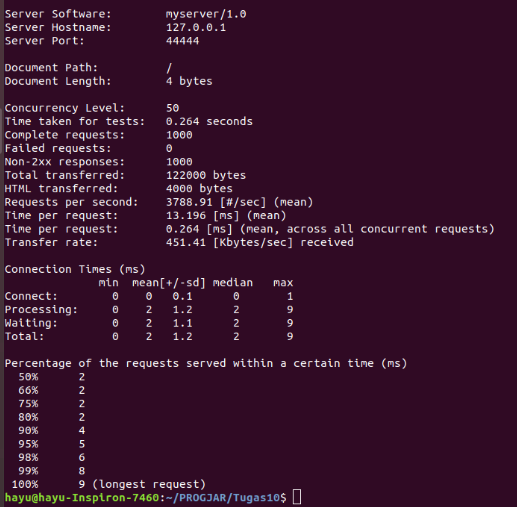 Server Software:        myserver/1.0
Server Hostname:        127.0.0.1
Server Port:            44444
Document Path:          /
Document Length:        4 bytes
Concurrency Level:      50
Time taken for tests:   0.264 seconds
Complete requests:      1000
Failed requests:        0
Non-2xx responses:      1000
Total transferred:      122000 bytes
HTML transferred:       4000 bytes
Requests per second:    3788.91 [#/sec] (mean)
Time per request:       13.196 [ms] (mean)
Time per request:       0.264 [ms] (mean, across all concurrent requests)
Transfer rate:          451.41 [Kbytes/sec] received
Connection Times (ms)
              min  mean[+/-sd] median   max
Connect:        0    0   0.1      0       1
Processing:     0    2   1.2      2       9
Waiting:        0    2   1.1      2       9
Total:          0    2   1.2      2       9
Percentage of the requests served within a certain time (ms)
  50%      2
  66%      2
  75%      2
  80%      2
  90%      4
  95%      5
  98%      6
  99%      8
 100%      9 (longest request)
hayu@hayu-Inspiron-7460:~/PROGJAR/Tugas10$